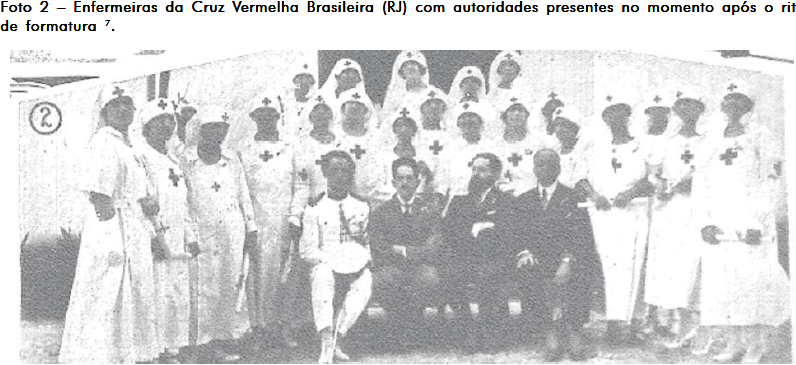 Foto 2 – Enfermeiras da Cruz Vermelha Brasileira (RJ) com autoridades presentes no momento após o rit
de formatura ⁷.
2